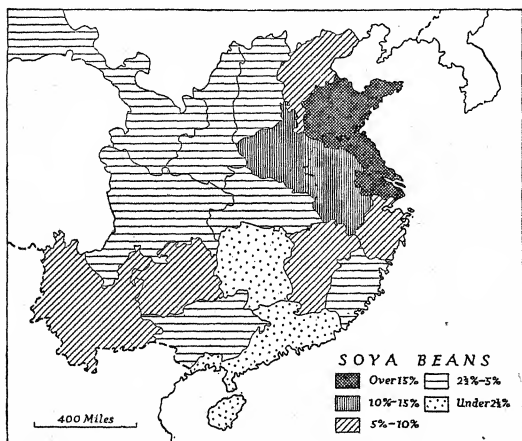 SOYA BEANS
Over 15% 2½%-5%
10%-15% Under 2½%
5%-10%
400 Miles